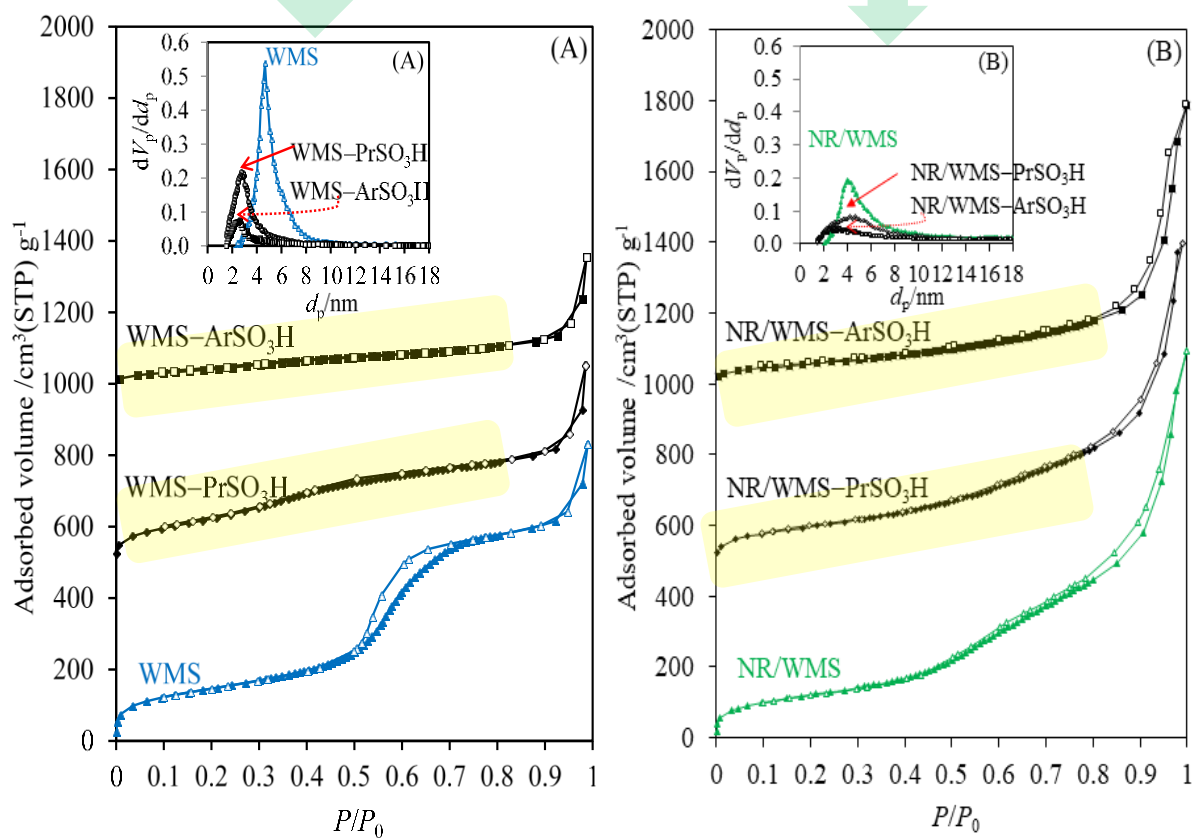 (A)
Adsorbed volume /cm³(STP) g⁻¹
2000
1800
1600
1400
1200
1000
800
600
400
200
0
0 0.1 0.2 0.3 0.4 0.5 0.6 0.7 0.8 0.9 1
P/P₀
(A)
dVₚ/ddₚ
0.6
0.5
0.4
0.3
0.2
0.1
0.0
0 2 4 6 8 10 12 14 16 18
dₚ/nm
WMS
WMS–PrSO₃H
WMS–ArSO₃H
WMS–ArSO₃H
WMS–PrSO₃H
WMS
(B)
Adsorbed volume /cm³(STP) g⁻¹
2000
1800
1600
1400
1200
1000
800
600
400
200
0
0 0.1 0.2 0.3 0.4 0.5 0.6 0.7 0.8 0.9 1
P/P₀
(B)
dVₚ/ddₚ
0.6
0.5
0.4
0.3
0.2
0.1
0.0
0 2 4 6 8 10 12 14 16 18
dₚ/nm
NR/WMS
NR/WMS–PrSO₃H
NR/WMS–ArSO₃H
NR/WMS–ArSO₃H
NR/WMS–PrSO₃H
NR/WMS